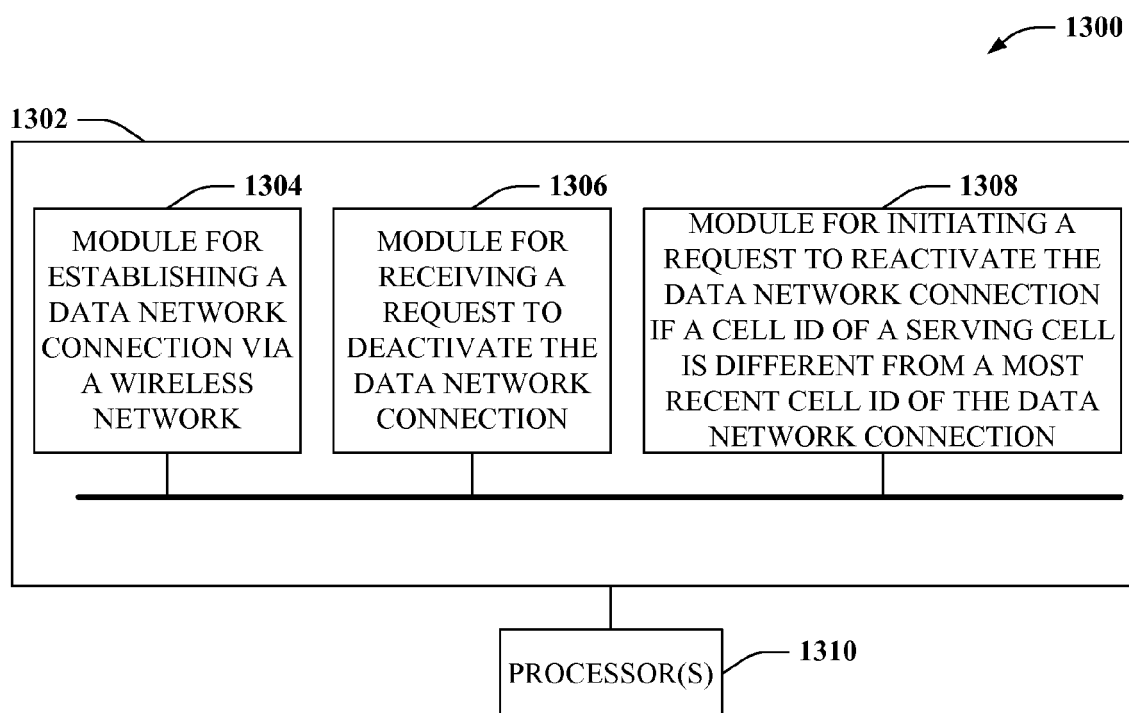 1300
1302
1304
1306
1308
MODULE FOR
ESTABLISHING A
DATA NETWORK
CONNECTION VIA
A WIRELESS
NETWORK
MODULE FOR
RECEIVING A
REQUEST TO
DEACTIVATE THE
DATA NETWORK
CONNECTION
MODULE FOR INITIATING A
REQUEST TO REACTIVATE THE
DATA NETWORK CONNECTION
IF A CELL ID OF A SERVING CELL
IS DIFFERENT FROM A MOST
RECENT CELL ID OF THE DATA
NETWORK CONNECTION
PROCESSOR(S)
1310